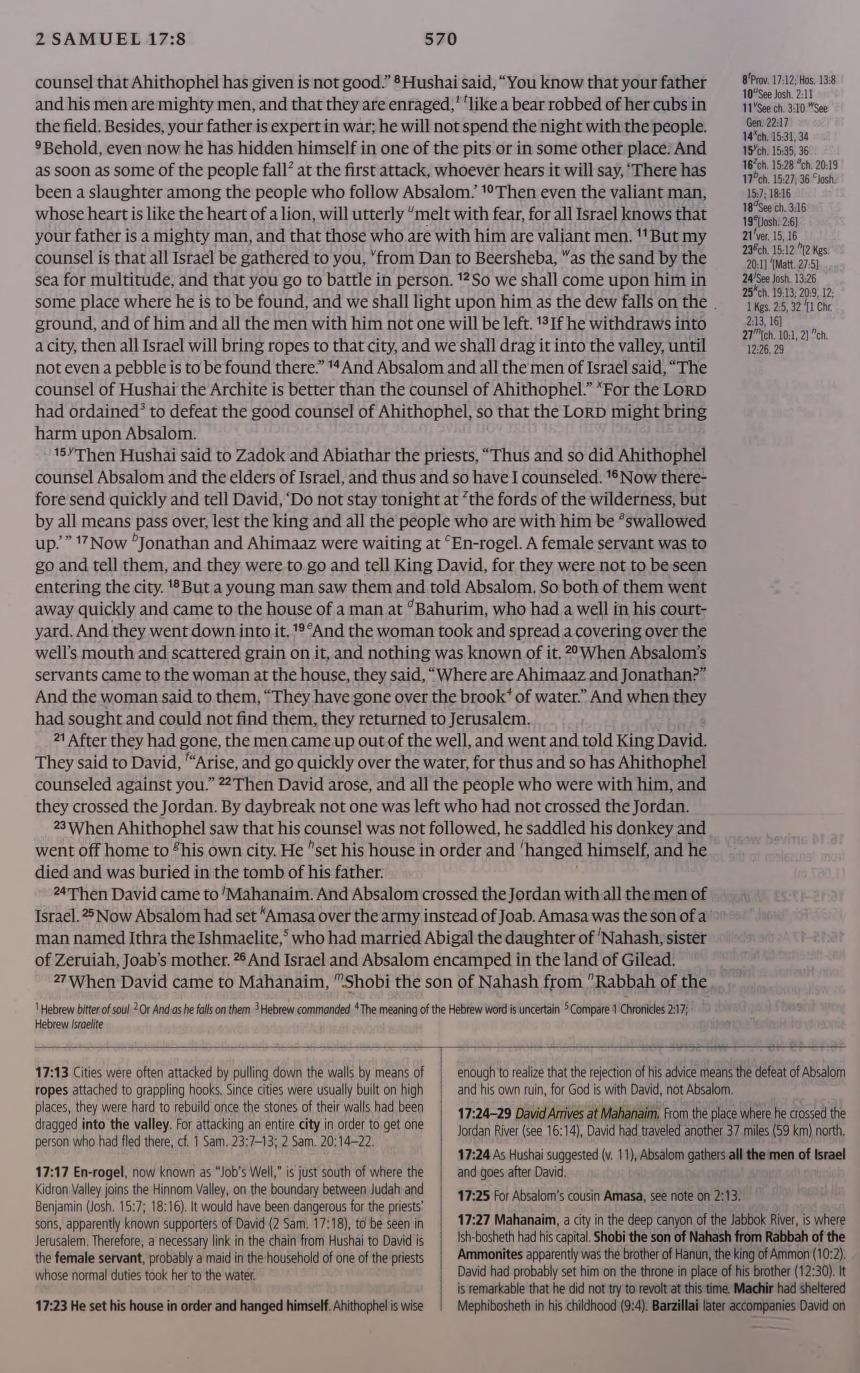 2 SAMUEL 17:8
570
counsel that Ahithophel has given is not good.” ⁸Hushai said, “You know that your father
and his men are mighty men, and that they are enraged,¹ ᵗlike a bear robbed of her cubs in
the field. Besides, your father is expert in war; he will not spend the night with the people.
⁹Behold, even now he has hidden himself in one of the pits or in some other place. And
as soon as some of the people fall² at the first attack, whoever hears it will say, ‘There has
been a slaughter among the people who follow Absalom.’ ¹⁰Then even the valiant man,
whose heart is like the heart of a lion, will utterly ᵘmelt with fear, for all Israel knows that
your father is a mighty man, and that those who are with him are valiant men. ¹¹But my
counsel is that all Israel be gathered to you, ᵛfrom Dan to Beersheba, ʷas the sand by the
sea for multitude, and that you go to battle in person. ¹²So we shall come upon him in
some place where he is to be found, and we shall light upon him as the dew falls on the
ground, and of him and all the men with him not one will be left. ¹³If he withdraws into
a city, then all Israel will bring ropes to that city, and we shall drag it into the valley, until
not even a pebble is to be found there.” ¹⁴And Absalom and all the men of Israel said, “The
counsel of Hushai the Archite is better than the counsel of Ahithophel.” ˣFor the LORD
had ordained³ to defeat the good counsel of Ahithophel, so that the LORD might bring
harm upon Absalom.
¹⁵ʸThen Hushai said to Zadok and Abiathar the priests, “Thus and so did Ahithophel
counsel Absalom and the elders of Israel, and thus and so have I counseled. ¹⁶Now there-
fore send quickly and tell David, ‘Do not stay tonight at ᶻthe fords of the wilderness, but
by all means pass over, lest the king and all the people who are with him be ᵃswallowed
up.’” ¹⁷Now ᵇJonathan and Ahimaaz were waiting at ᶜEn-rogel. A female servant was to
go and tell them, and they were to go and tell King David, for they were not to be seen
entering the city. ¹⁸But a young man saw them and told Absalom. So both of them went
away quickly and came to the house of a man at ᵈBahurim, who had a well in his court-
yard. And they went down into it. ¹⁹ᵉAnd the woman took and spread a covering over the
well’s mouth and scattered grain on it, and nothing was known of it. ²⁰When Absalom’s
servants came to the woman at the house, they said, “Where are Ahimaaz and Jonathan?”
And the woman said to them, “They have gone over the brook⁴ of water.” And when they
had sought and could not find them, they returned to Jerusalem.
²¹After they had gone, the men came up out of the well, and went and told King David.
They said to David, ᶠ“Arise, and go quickly over the water, for thus and so has Ahithophel
counseled against you.” ²²Then David arose, and all the people who were with him, and
they crossed the Jordan. By daybreak not one was left who had not crossed the Jordan.
²³When Ahithophel saw that his counsel was not followed, he saddled his donkey and
went off home to ᵍhis own city. He ʰset his house in order and ⁱhanged himself, and he
died and was buried in the tomb of his father.
²⁴Then David came to ʲMahanaim. And Absalom crossed the Jordan with all the men of
Israel. ²⁵Now Absalom had set ᵏAmasa over the army instead of Joab. Amasa was the son of a
man named Ithra the Ishmaelite,⁵ who had married Abigal the daughter of ˡNahash, sister
of Zeruiah, Joab’s mother. ²⁶And Israel and Absalom encamped in the land of Gilead.
²⁷When David came to Mahanaim, ᵐShobi the son of Nahash from ⁿRabbah of the
8ᵗProv. 17:12; Hos. 13:8
10ᵘSee Josh. 2:11
11ᵛSee ch. 3:10 ʷSee
Gen. 22:17
14ˣch. 15:31, 34
15ʸch. 15:35, 36
16ᶻch. 15:28 ᵃch. 20:19
17ᵇch. 15:27, 36 ᶜJosh.
15:7; 18:16
18ᵈSee ch. 3:16
19ᵉ[Josh. 2:6]
21ᶠver. 15, 16
23ᵍch. 15:12 ʰ[2 Kgs.
20:1] ⁱ[Matt. 27:5]
24ʲSee Josh. 13:26
25ᵏch. 19:13; 20:9, 12;
1 Kgs. 2:5, 32 ˡ[1 Chr.
2:13, 16]
27ᵐ[ch. 10:1, 2] ⁿch.
12:26, 29
¹Hebrew bitter of soul ²Or And as he falls on them ³Hebrew commanded ⁴The meaning of the Hebrew word is uncertain ⁵Compare 1 Chronicles 2:17;
Hebrew Israelite
17:13 Cities were often attacked by pulling down the walls by means of
ropes attached to grappling hooks. Since cities were usually built on high
places, they were hard to rebuild once the stones of their walls had been
dragged into the valley. For attacking an entire city in order to get one
person who had fled there, cf. 1 Sam. 23:7–13; 2 Sam. 20:14–22.
17:17 En-rogel, now known as “Job’s Well,” is just south of where the
Kidron Valley joins the Hinnom Valley, on the boundary between Judah and
Benjamin (Josh. 15:7; 18:16). It would have been dangerous for the priests’
sons, apparently known supporters of David (2 Sam. 17:18), to be seen in
Jerusalem. Therefore, a necessary link in the chain from Hushai to David is
the female servant, probably a maid in the household of one of the priests
whose normal duties took her to the water.
17:23 He set his house in order and hanged himself. Ahithophel is wise
enough to realize that the rejection of his advice means the defeat of Absalom
and his own ruin, for God is with David, not Absalom.
17:24–29 David Arrives at Mahanaim. From the place where he crossed the
Jordan River (see 16:14), David had traveled another 37 miles (59 km) north.
17:24 As Hushai suggested (v. 11), Absalom gathers all the men of Israel
and goes after David.
17:25 For Absalom’s cousin Amasa, see note on 2:13.
17:27 Mahanaim, a city in the deep canyon of the Jabbok River, is where
Ish-bosheth had his capital. Shobi the son of Nahash from Rabbah of the
Ammonites apparently was the brother of Hanun, the king of Ammon (10:2).
David had probably set him on the throne in place of his brother (12:30). It
is remarkable that he did not try to revolt at this time. Machir had sheltered
Mephibosheth in his childhood (9:4). Barzillai later accompanies David on